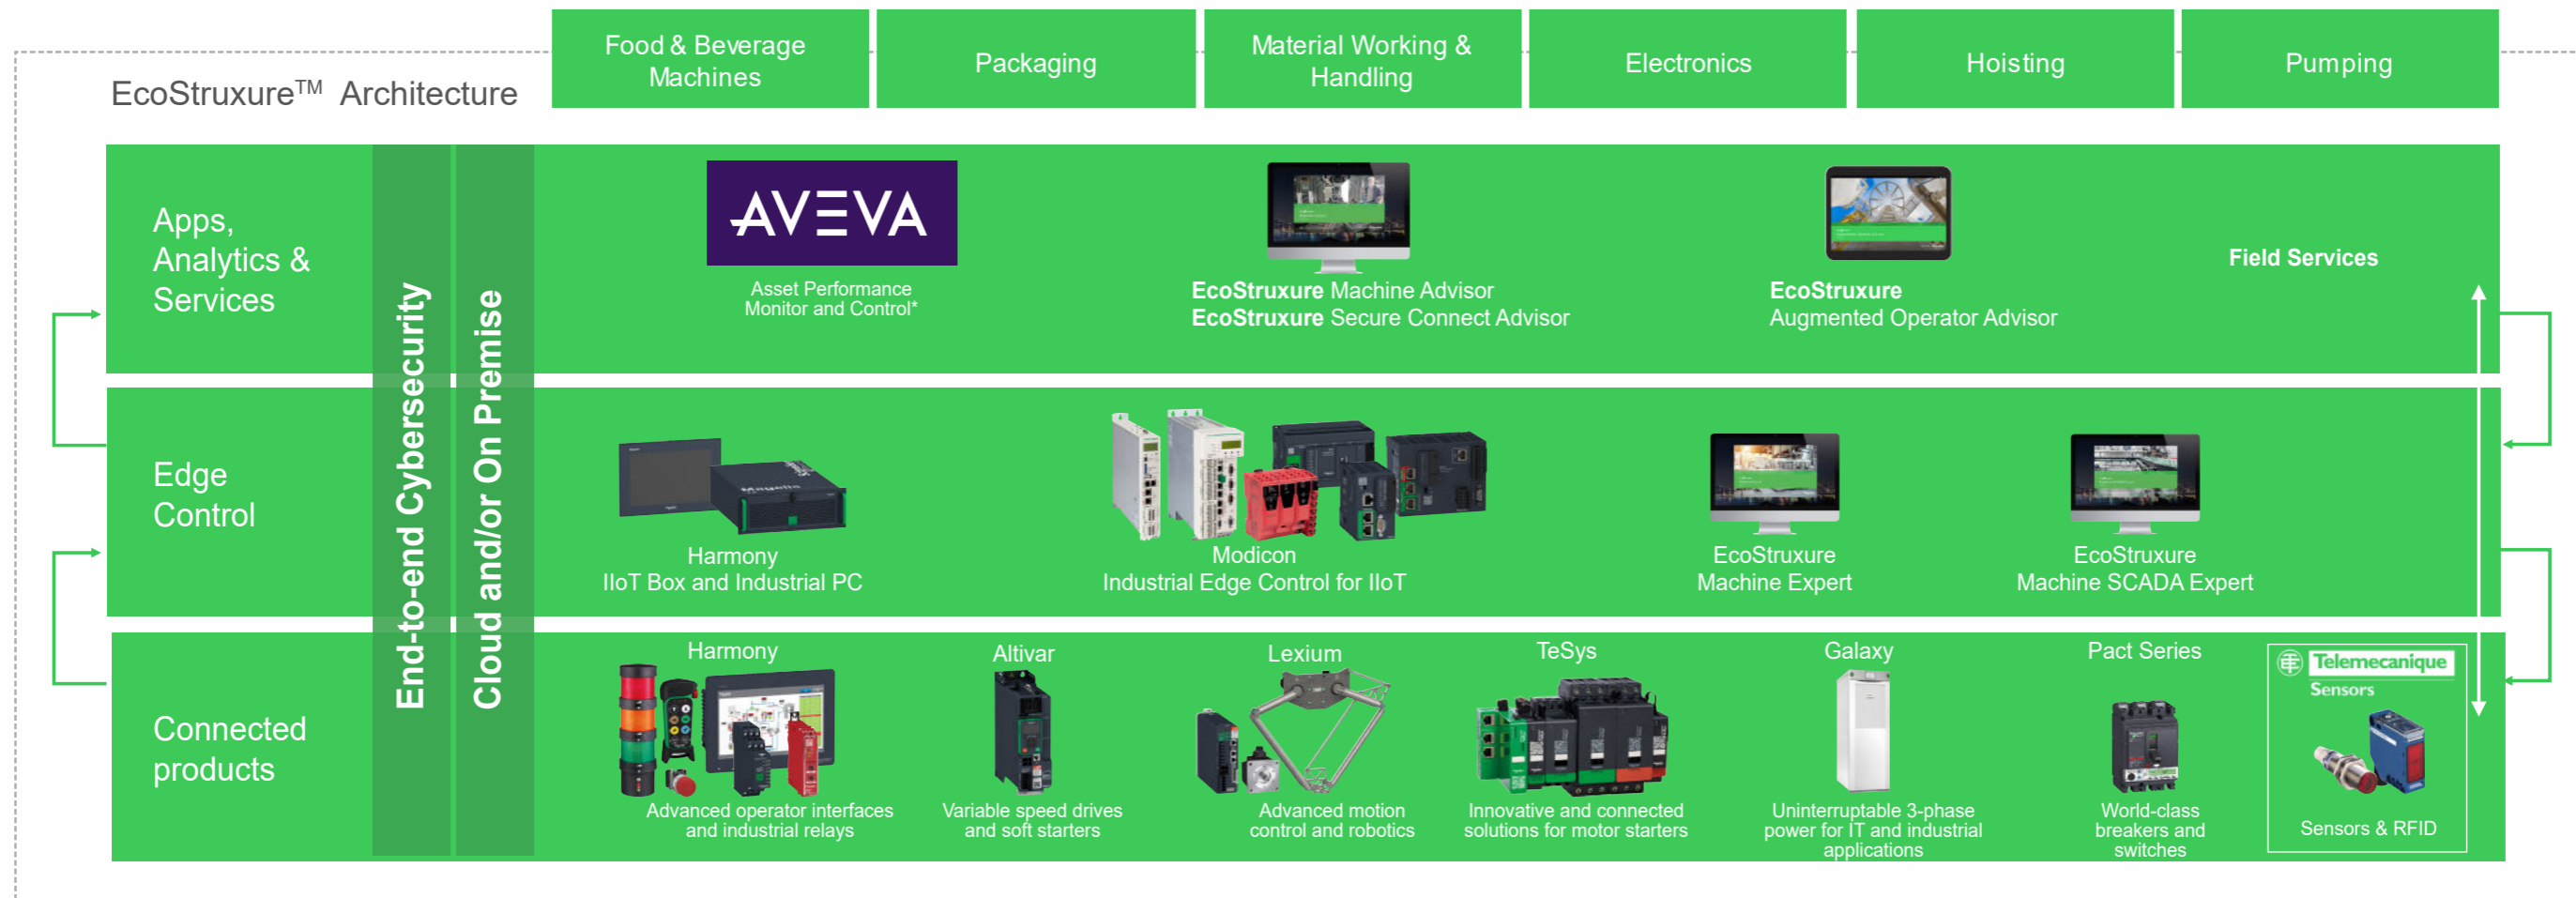 Food & Beverage
Machines
Packaging
Material Working &
Handling
Electronics
Hoisting
Pumping
EcoStruxure™ Architecture
Apps,
Analytics &
Services
End-to-end Cybersecurity
Cloud and/or On Premise
AVEVA
Asset Performance
Monitor and Control*
EcoStruxure Machine Advisor
EcoStruxure Secure Connect Advisor
EcoStruxure
Augmented Operator Advisor
Field Services
Edge
Control
Magelis
Harmony
IIoT Box and Industrial PC
Modicon
Industrial Edge Control for IIoT
EcoStruxure
Machine Expert
EcoStruxure
Machine SCADA Expert
Connected
products
Harmony
Advanced operator interfaces
and industrial relays
Altivar
Variable speed drives
and soft starters
Lexium
Advanced motion
control and robotics
TeSys
Innovative and connected
solutions for motor starters
Galaxy
Uninterruptable 3-phase
power for IT and industrial
applications
Pact Series
World-class
breakers and
switches
Telemecanique
Sensors
Sensors & RFID